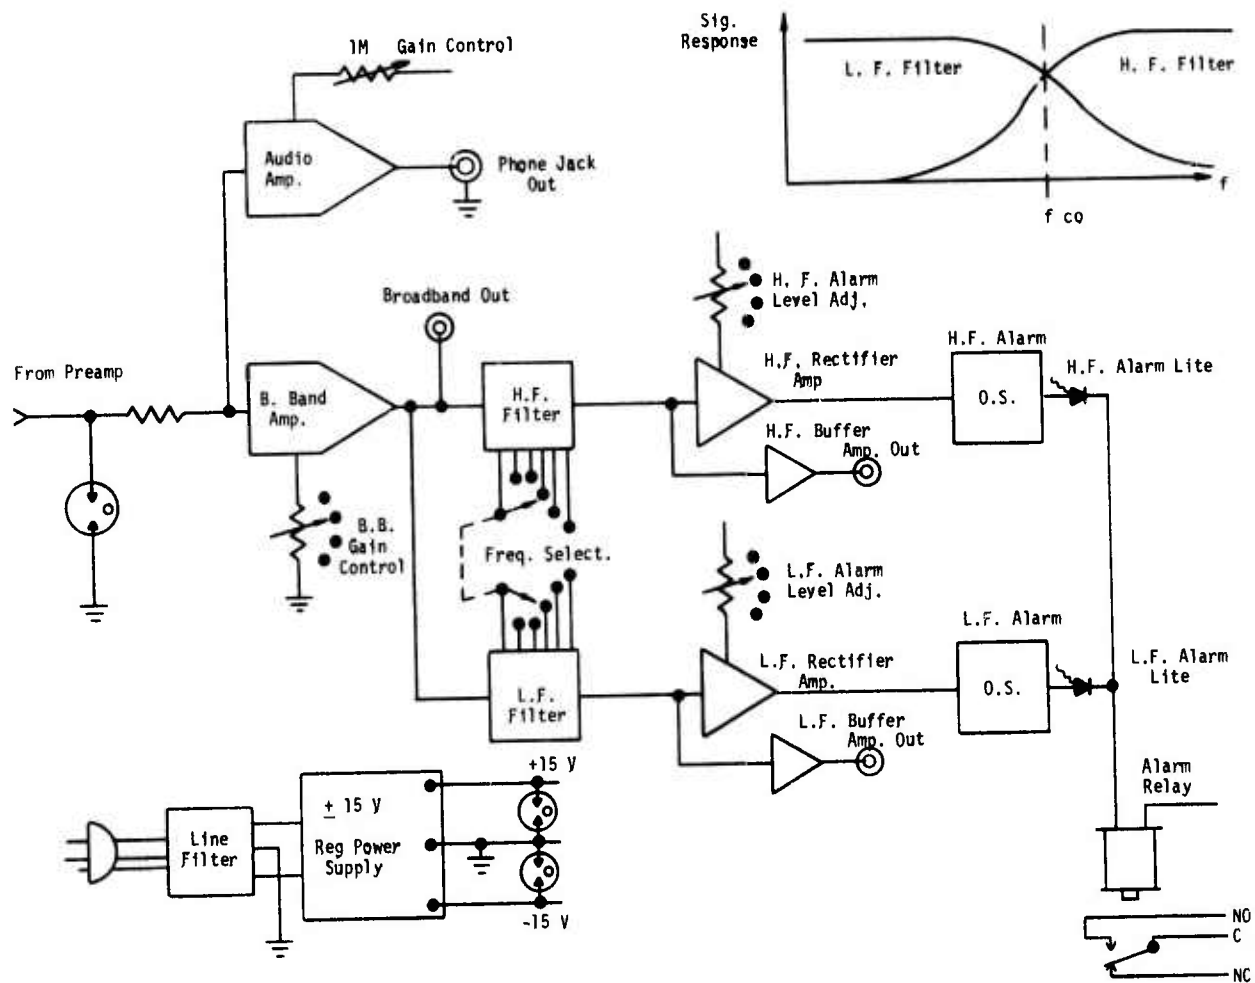 1M Gain Control
Audio
Amp.
Phone Jack
Out
Sig.
Response
L. F. Filter
H. F. Filter
f
f co
Broadband Out
H. F. Alarm
Level Adj.
From Preamp
B. Band
Amp.
H.F.
Filter
H.F. Rectifier
Amp
H.F. Alarm
O.S.
H.F. Alarm Lite
H.F. Buffer
Amp. Out
B.B.
Gain
Control
Freq. Select.
L.F. Alarm
Level Adj.
L.F.
Filter
L.F. Rectifier
Amp.
L.F. Alarm
O.S.
L.F. Alarm
Lite
L.F. Buffer
Amp. Out
Alarm
Relay
Line
Filter
± 15 V
Reg Power
Supply
+15 V
-15 V
NO
C
NC